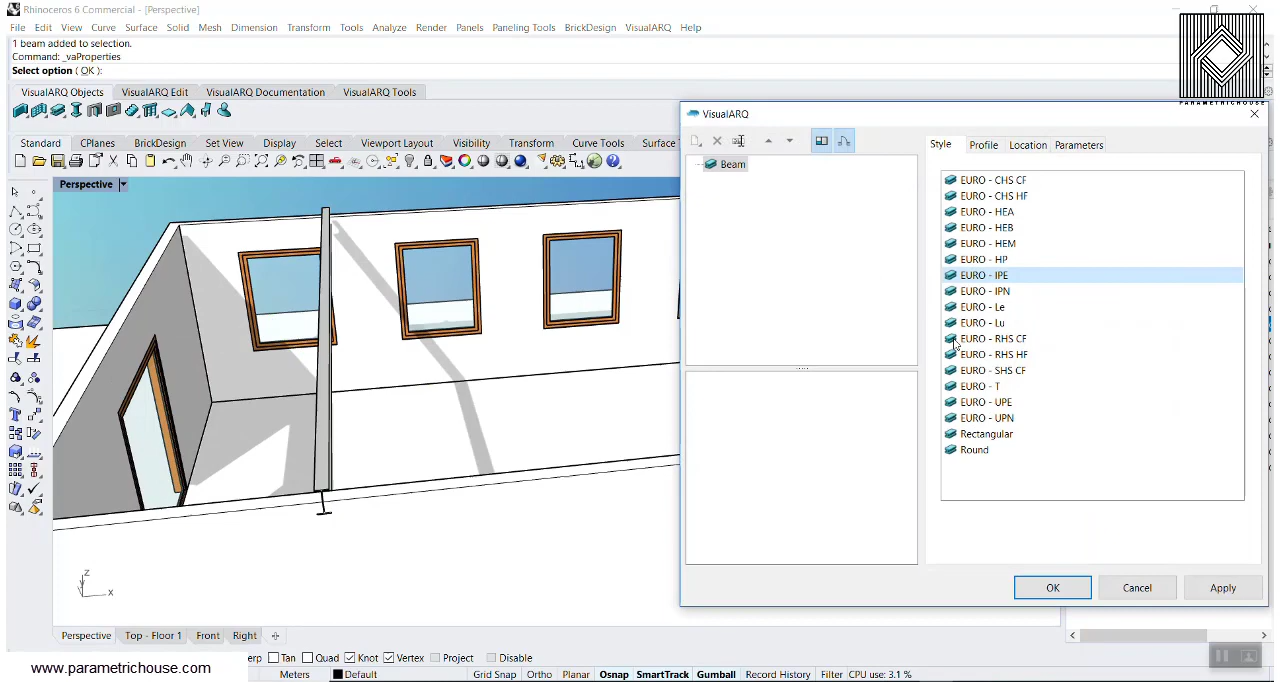 Rhinoceros 6 Commercial - [Perspective]
File Edit View Curve Surface Solid Mesh Dimension Transform Tools Analyze Render Panels Paneling Tools BrickDesign VisualARQ Help
1 beam added to selection.
Command: _vaProperties
Select option ( OK ):
VisualARQ Objects VisualARQ Edit VisualARQ Documentation VisualARQ Tools
PARAMETRICHOUSE
Standard CPlanes BrickDesign Set View Display Select Viewport Layout Visibility Transform Curve Tools Surface
Perspective
VisualARQ
Beam
Style Profile Location Parameters
EURO - CHS CF
EURO - CHS HF
EURO - HEA
EURO - HEB
EURO - HEM
EURO - HP
EURO - IPE
EURO - IPN
EURO - Le
EURO - Lu
EURO - RHS CF
EURO - RHS HF
EURO - SHS CF
EURO - T
EURO - UPE
EURO - UPN
Rectangular
Round
OK Cancel Apply
z
x
Perspective Top - Floor 1 Front Right
erp Tan Quad Knot Vertex Project Disable
www.parametrichouse.com
Meters Default Grid Snap Ortho Planar Osnap SmartTrack Gumball Record History Filter CPU use: 3.1 %